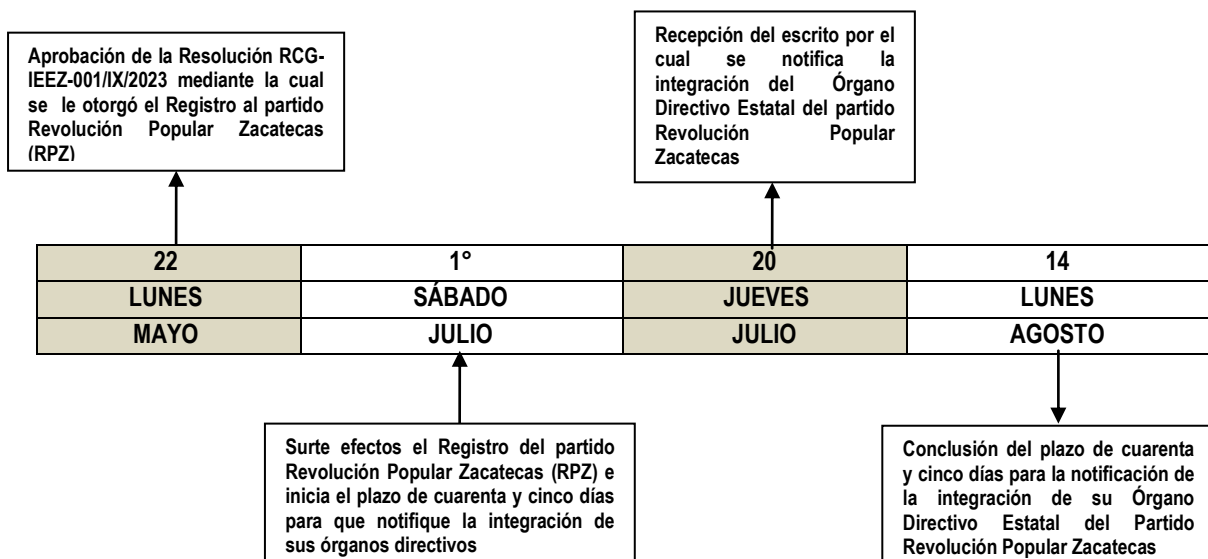 Aprobación de la Resolución RCG-
IEEZ-001/IX/2023 mediante la cual
se le otorgó el Registro al partido
Revolución Popular Zacatecas
(RPZ)
Recepción del escrito por el
cual se notifica la
integración del Órgano
Directivo Estatal del partido
Revolución Popular
Zacatecas
22 1° 20 14
LUNES SÁBADO JUEVES LUNES
MAYO JULIO JULIO AGOSTO
Surte efectos el Registro del partido
Revolución Popular Zacatecas (RPZ) e
inicia el plazo de cuarenta y cinco días
para que notifique la integración de
sus órganos directivos
Conclusión del plazo de cuarenta
y cinco días para la notificación de
la integración de su Órgano
Directivo Estatal del Partido
Revolución Popular Zacatecas